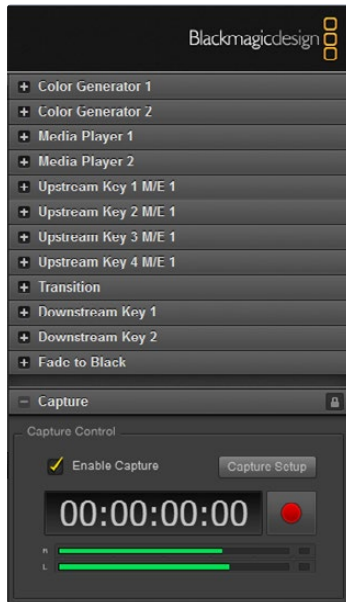 Blackmagicdesign
Color Generator 1
Color Generator 2
Media Player 1
Media Player 2
Upstream Key 1 M/E 1
Upstream Key 2 M/E 1
Upstream Key 3 M/E 1
Upstream Key 4 M/E 1
Transition
Downstream Key 1
Downstream Key 2
Fade to Black
Capture
Capture Control
Enable Capture Capture Setup
00:00:00:00
R
L